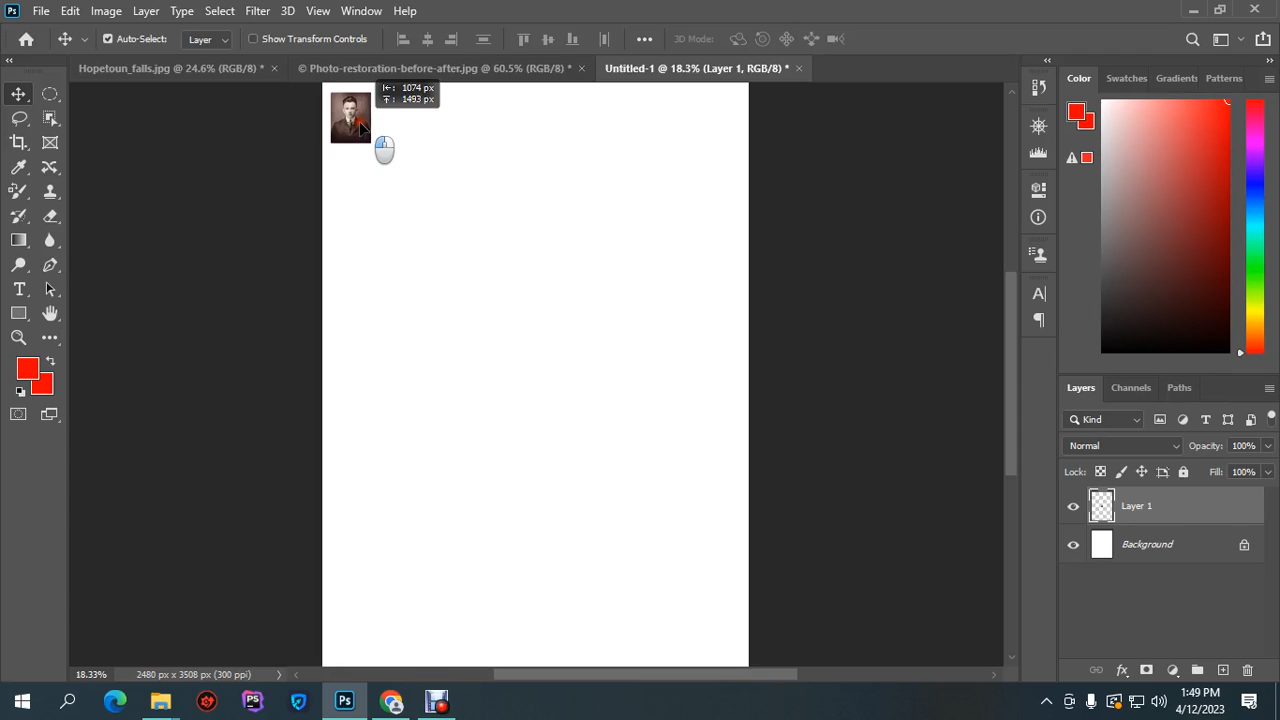 Ps File Edit Image Layer Type Select Filter 3D View Window Help
Auto-Select: Layer Show Transform Controls 3D Mode:
Hopetoun_falls.jpg @ 24.6% (RGB/8) * × © Photo-restoration-before-after.jpg @ 60.5% (RGB/8) * × Untitled-1 @ 18.3% (Layer 1, RGB/8) * ×
Color Swatches Gradients Patterns
1074 px
1493 px
Layers Channels Paths
Kind
Normal Opacity: 100%
Lock: Fill: 100%
Layer 1
Background
18.33% 2480 px x 3508 px (300 ppi)
PS Ps 1:49 PM
4/12/2023